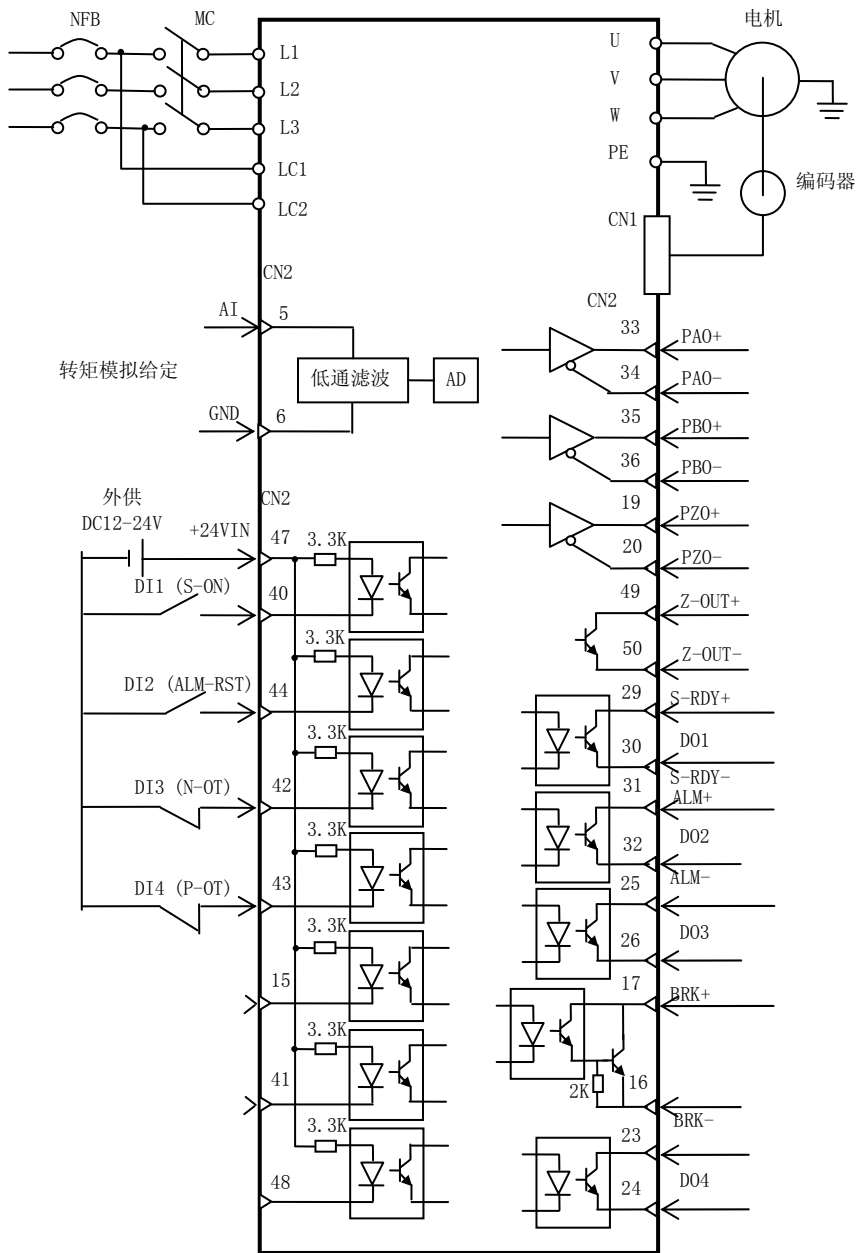 NFB
MC
电机
L1
L2
L3
LC1
LC2
U
V
W
PE
编码器
CN1
CN2
AI
5
转矩模拟给定
低通滤波
AD
GND
6
CN2
33
PAO+
34
PAO-
35
PBO+
36
PBO-
19
PZO+
20
PZO-
49
Z-OUT+
50
Z-OUT-
29
S-RDY+
30
DO1
S-RDY-
31
ALM+
32
DO2
ALM-
25
26
DO3
17
BRK+
2K
16
BRK-
23
24
DO4
外供
DC12-24V
+24VIN
CN2
47
3.3K
DI1 (S-ON)
40
3.3K
DI2 (ALM-RST)
44
3.3K
DI3 (N-OT)
42
3.3K
DI4 (P-OT)
43
3.3K
15
3.3K
41
3.3K
48